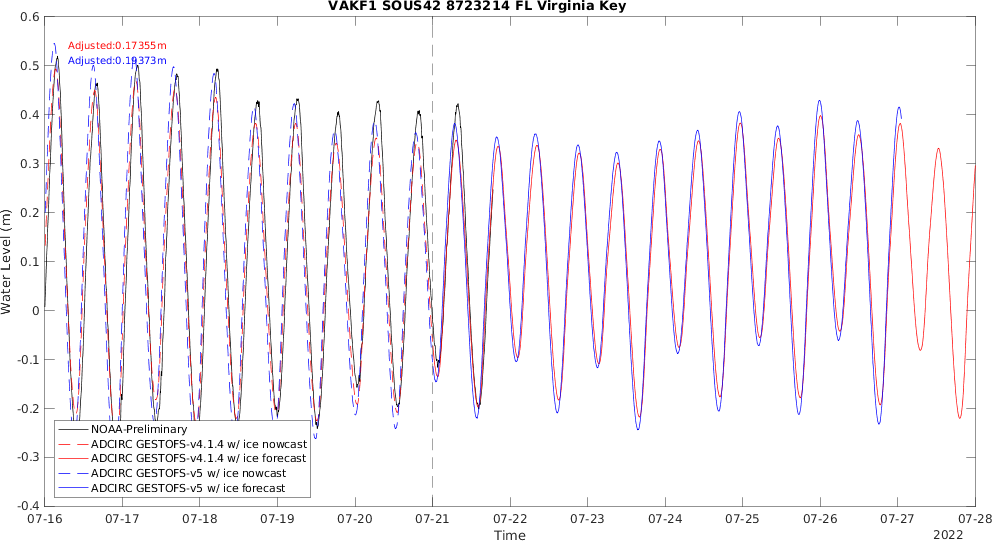 VAKF1 SOUS42 8723214 FL Virginia Key
Adjusted:0.17355m
Adjusted:0.19373m
Water Level (m)
0.6
0.5
0.4
0.3
0.2
0.1
0
-0.1
-0.2
-0.3
-0.4
NOAA-Preliminary
ADCIRC GESTOFS-v4.1.4 w/ ice nowcast
ADCIRC GESTOFS-v4.1.4 w/ ice forecast
ADCIRC GESTOFS-v5 w/ ice nowcast
ADCIRC GESTOFS-v5 w/ ice forecast
07-16 07-17 07-18 07-19 07-20 07-21 07-22 07-23 07-24 07-25 07-26 07-27 07-28
Time
2022